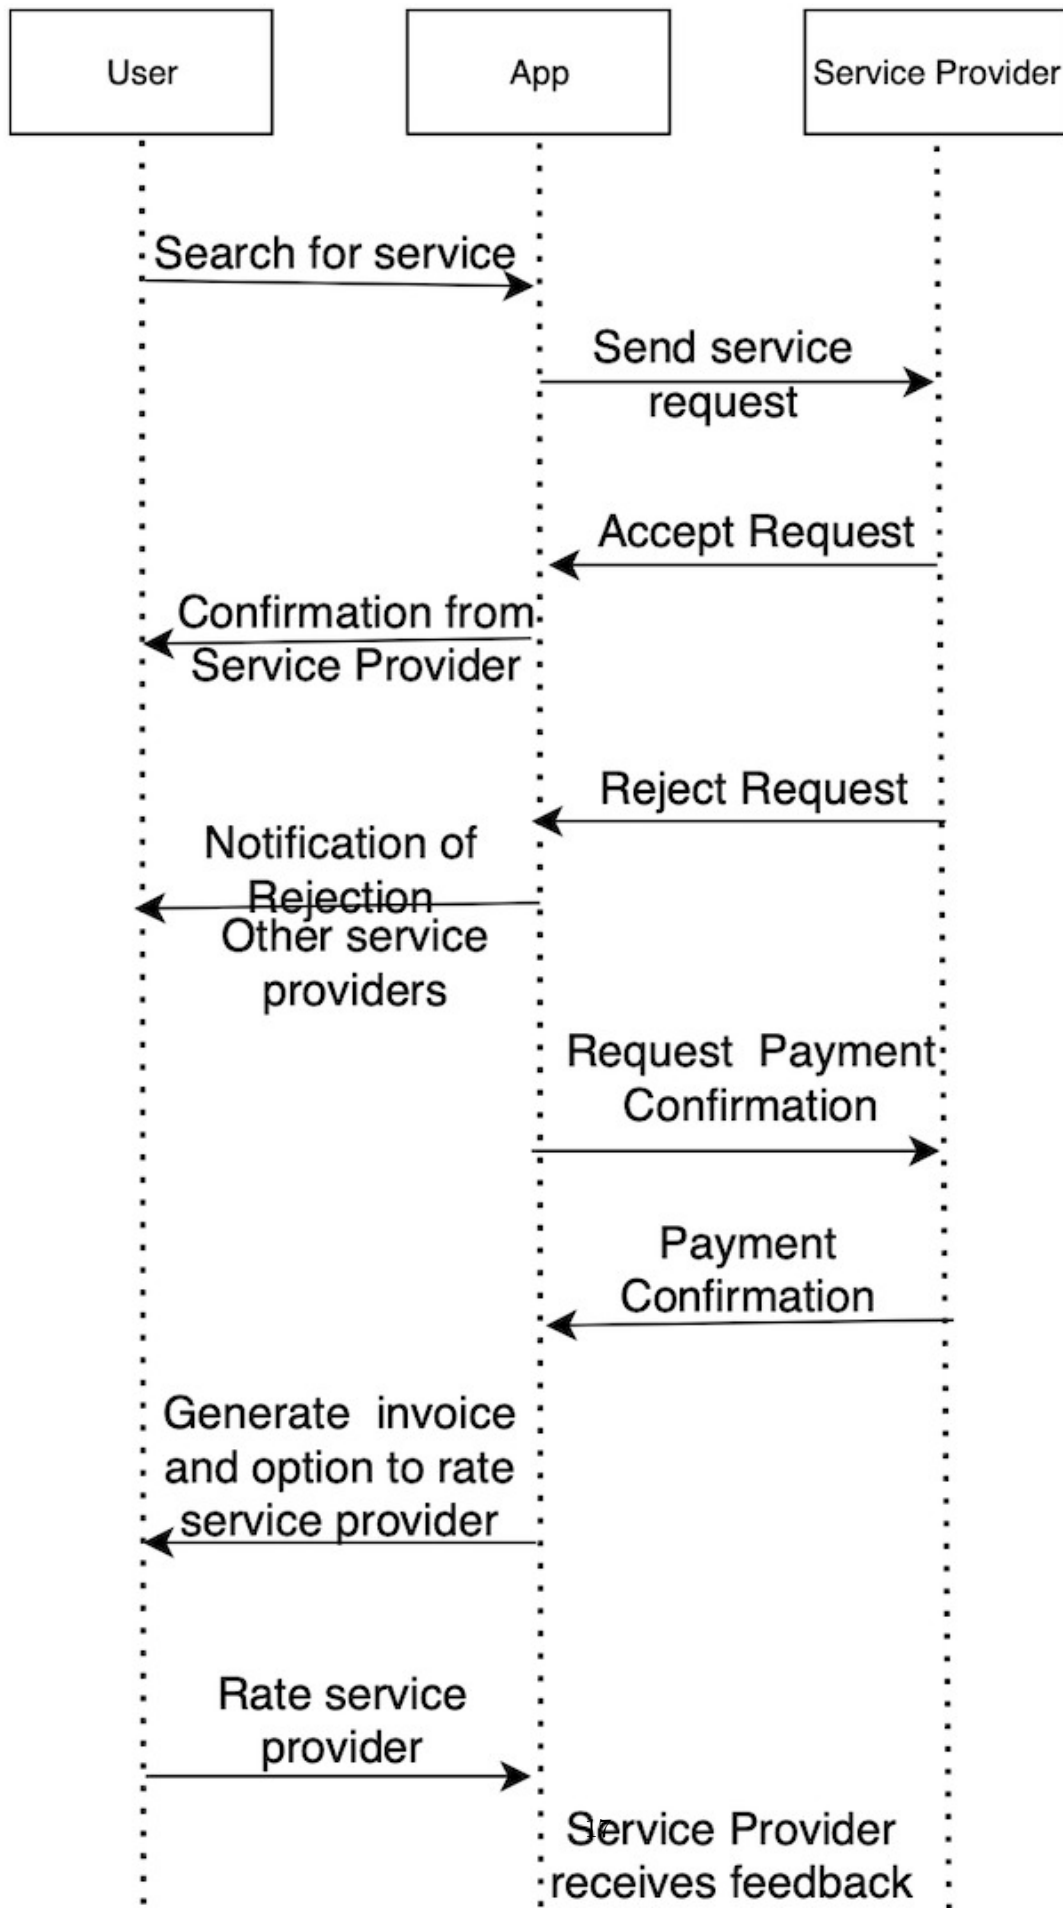 User
App
Service Provider
Search for service
Send service
request
Accept Request
Confirmation from
Service Provider
Reject Request
Notification of
Rejection
Other service
providers
Request  Payment
Confirmation
Payment
Confirmation
Generate  invoice
and option to rate
service provider
Rate service
provider
17
Service Provider
receives feedback